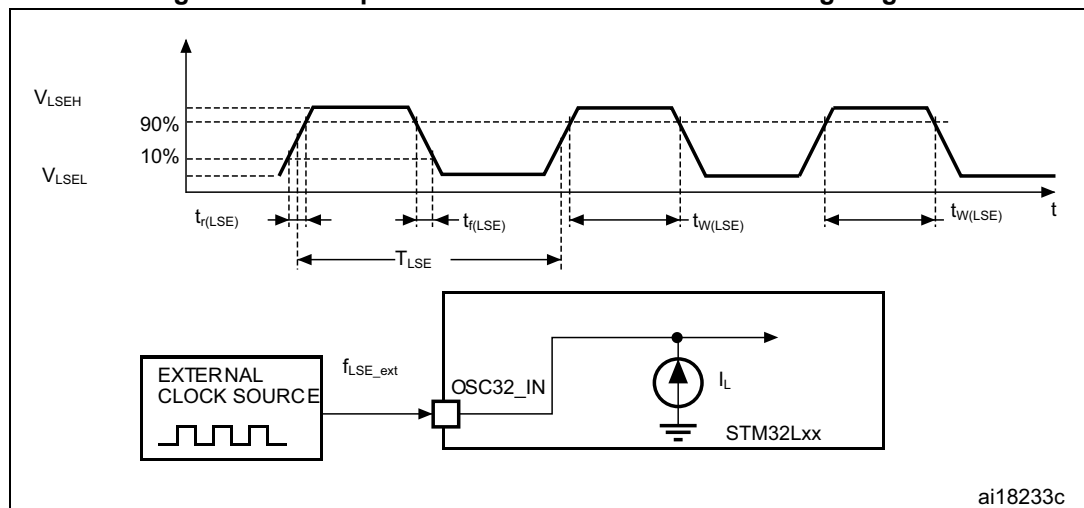 V_LSEH
90%
10%
V_LSEL
t_r(LSE)
t_f(LSE)
t_W(LSE)
t_W(LSE)
t
T_LSE
EXTERNAL
CLOCK SOURCE
f_LSE_ext
OSC32_IN
I_L
STM32Lxx
ai18233c